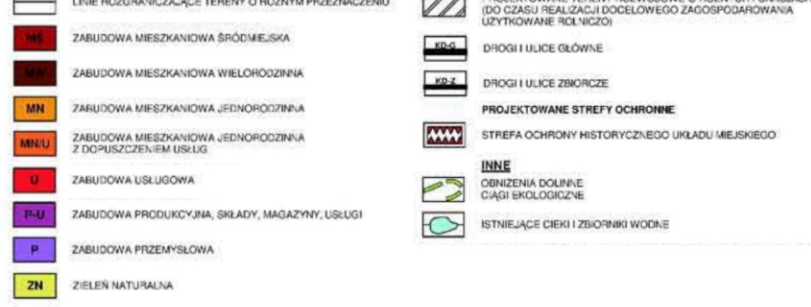 LINIE ROZGRANICZAJĄCE TERENY O RÓŻNYM PRZEZNACZENIU
MŚ ZABUDOWA MIESZKANIOWA ŚRÓDMIEJSKA
MW ZABUDOWA MIESZKANIOWA WIELORODZINNA
MN ZABUDOWA MIESZKANIOWA JEDNORODZINNA
MN/U ZABUDOWA MIESZKANIOWA JEDNORODZINNA
Z DOPUSZCZENIEM USŁUG
U ZABUDOWA USŁUGOWA
P-U ZABUDOWA PRODUKCYJNA, SKŁADY, MAGAZYNY, USŁUGI
P ZABUDOWA PRZEMYSŁOWA
ZN ZIELEŃ NATURALNA
(DO CZASU REALIZACJI DOCELOWEGO ZAGOSPODAROWANIA
UŻYTKOWANE ROLNICZO)
KD-G DROGI I ULICE GŁÓWNE
KD-Z DROGI I ULICE ZBIORCZE
PROJEKTOWANE STREFY OCHRONNE
STREFA OCHRONY HISTORYCZNEGO UKŁADU MIEJSKIEGO
INNE
OBNIŻENIA DOLINNE
CIĄGI EKOLOGICZNE
ISTNIEJĄCE CIEKI I ZBIORNIKI WODNE